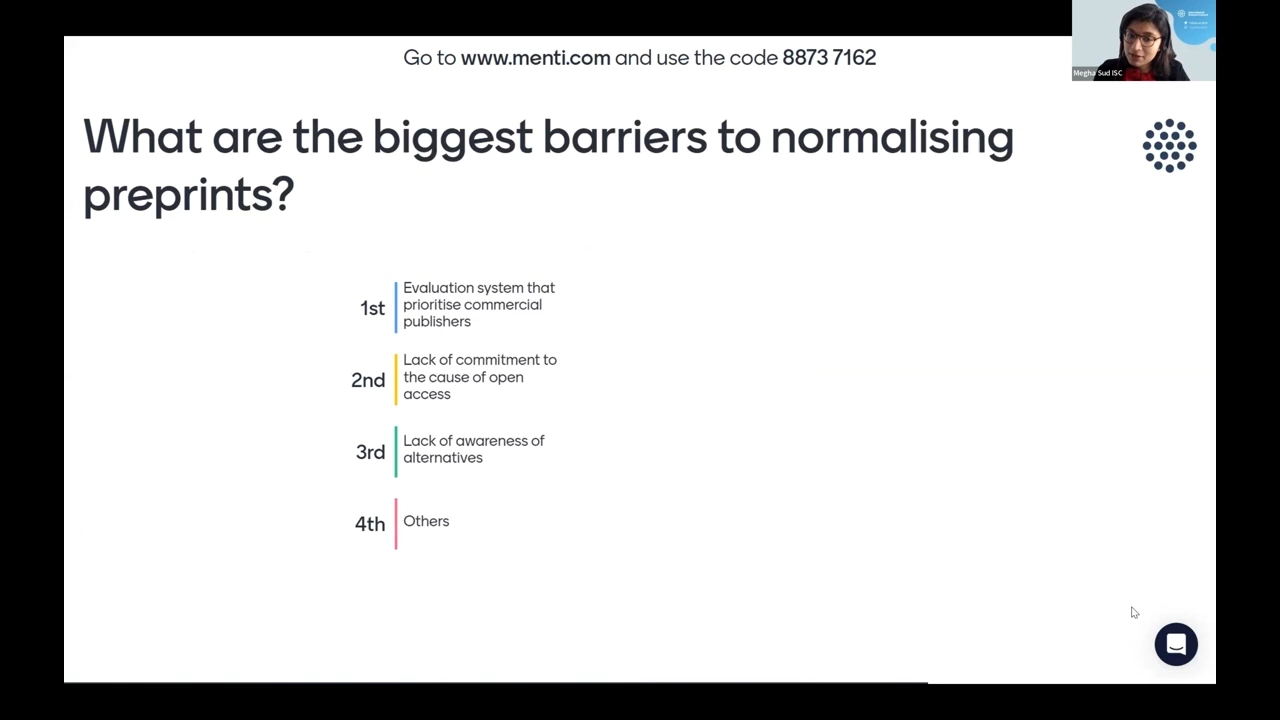 Go to www.menti.com and use the code 8873 7162
Megha Sud ISC
What are the biggest barriers to normalising
preprints?
1st
Evaluation system that
prioritise commercial
publishers
2nd
Lack of commitment to
the cause of open
access
3rd
Lack of awareness of
alternatives
4th
Others